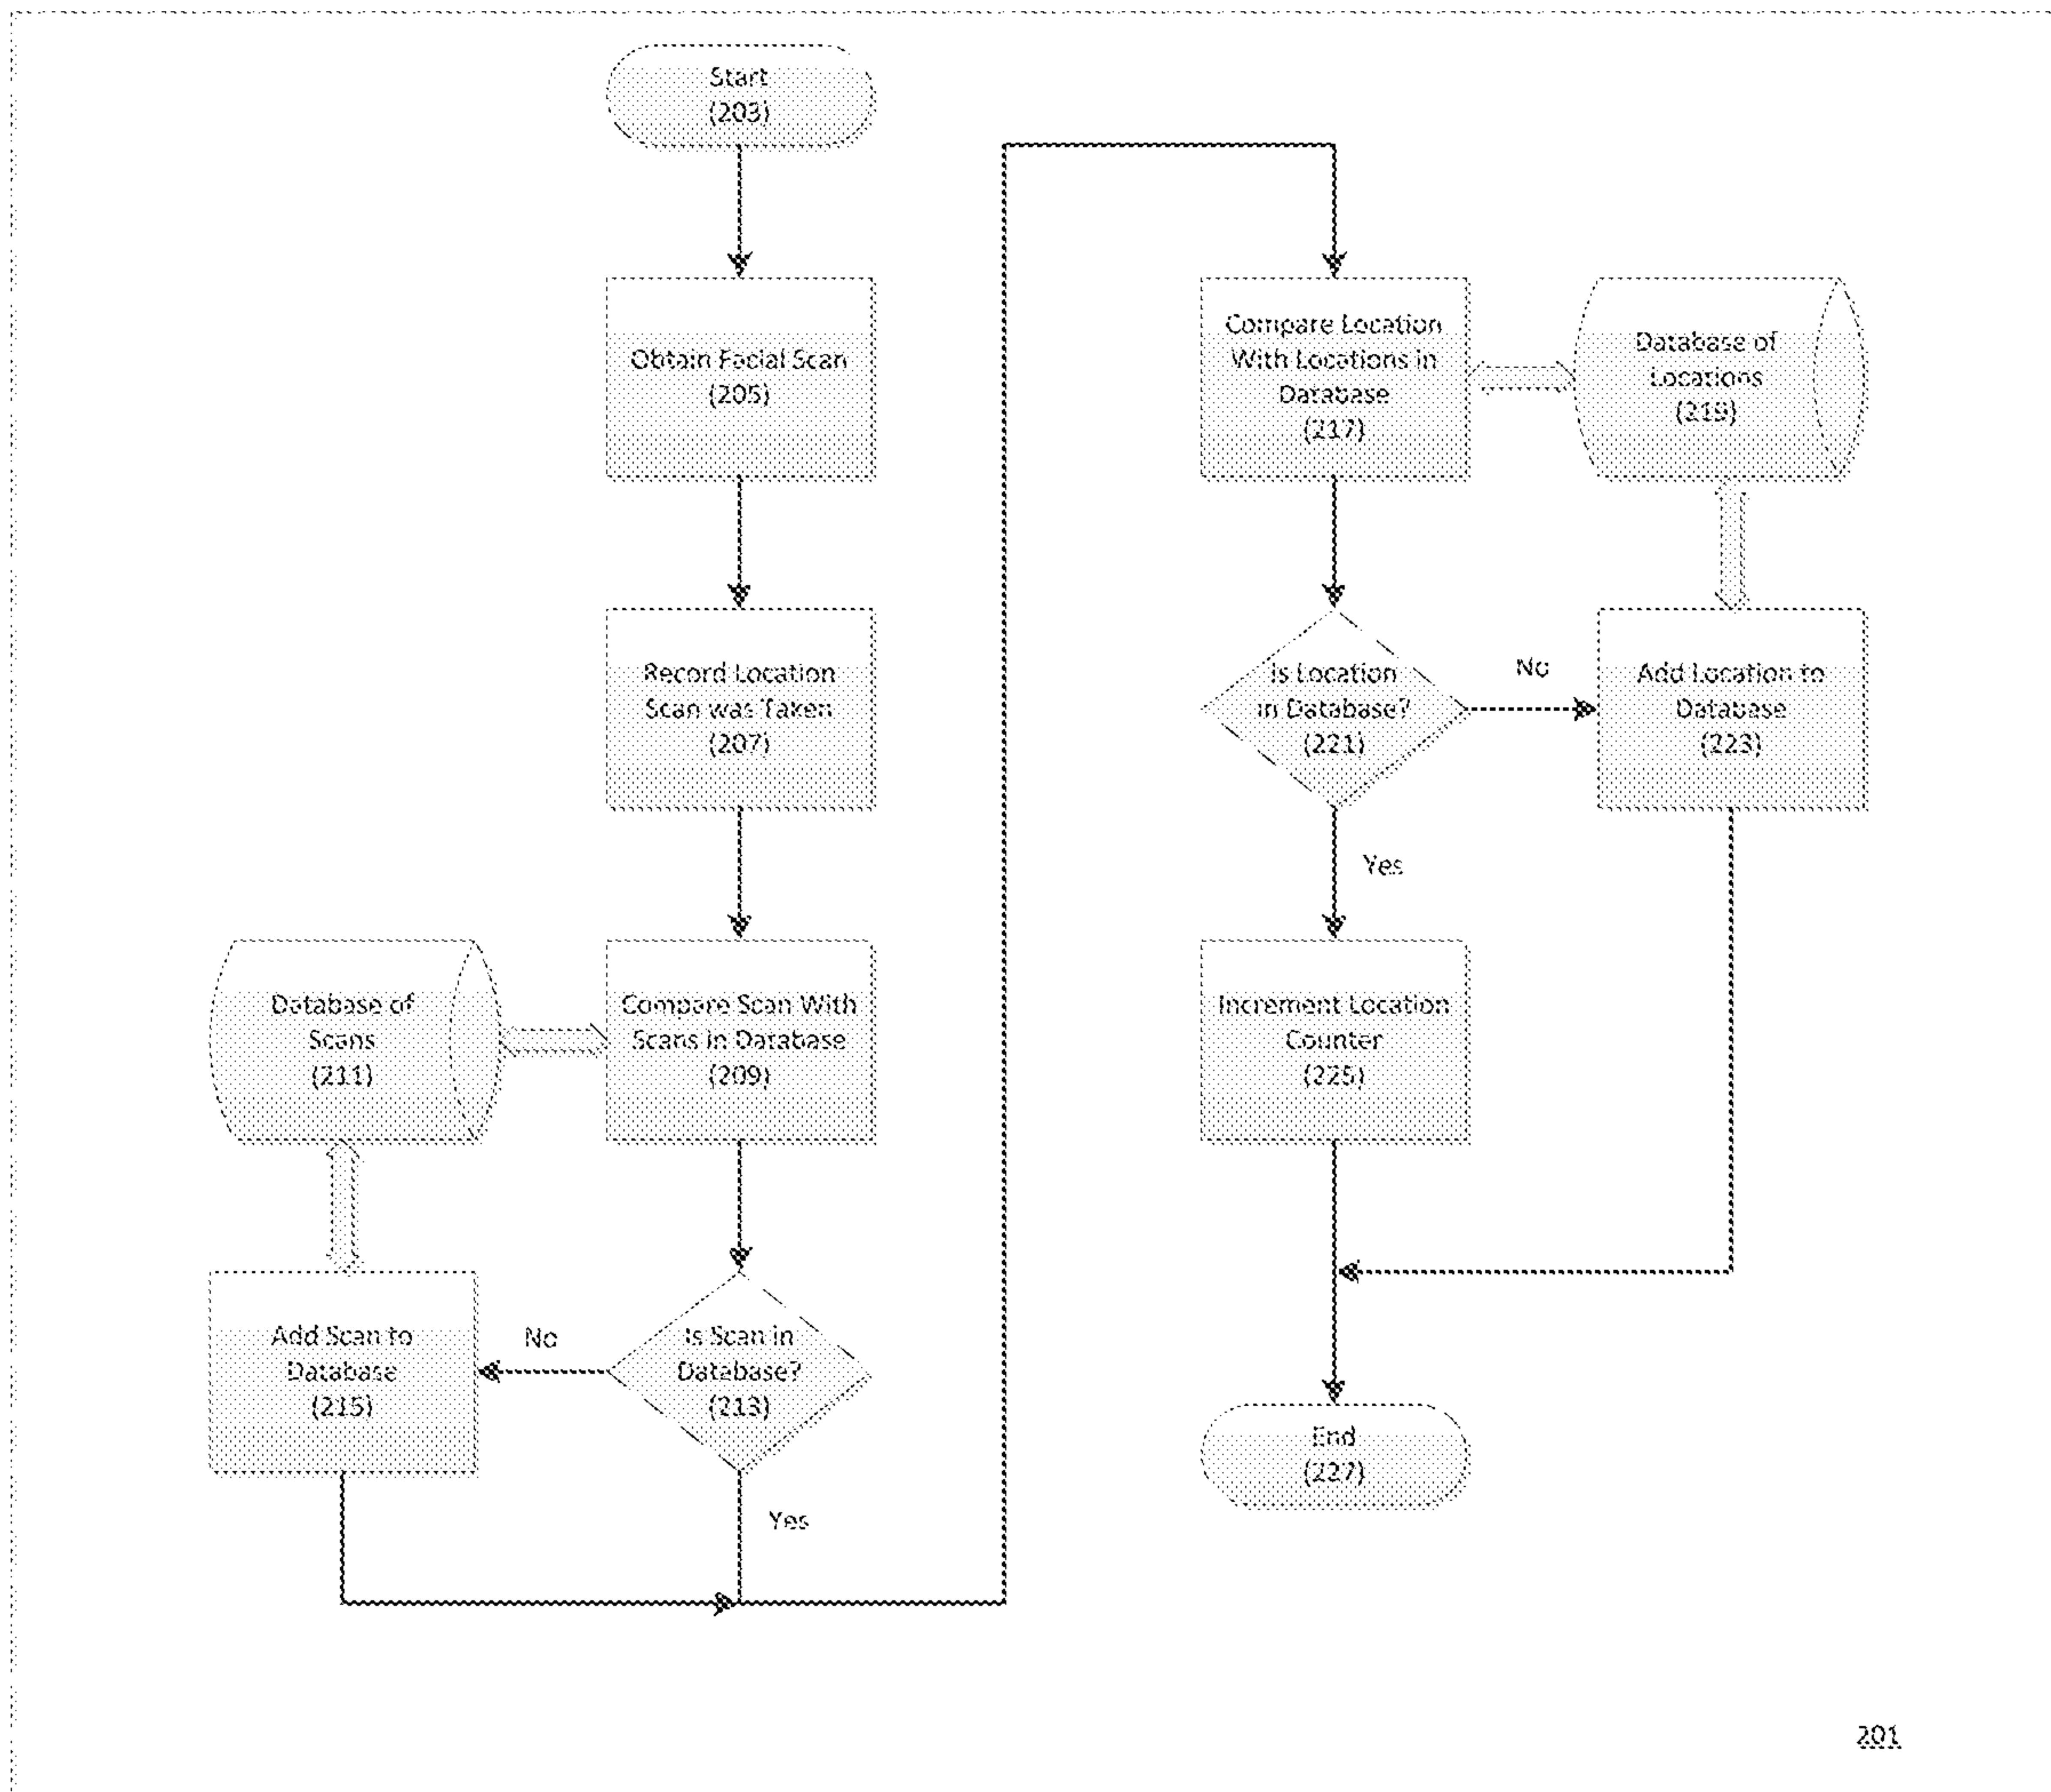 Start
(203)
Obtain Facial Scan
(205)
Record Location
Scan was Taken
(207)
Database of
Scans
(211)
Compare Scan With
Scans in Database
(209)
Add Scan to
Database
(215)
No
Is Scan in
Database?
(213)
Yes
Compare Location
With Locations in
Database
(217)
Database of
Locations
(219)
Is Location
in Database?
(221)
No
Add Location to
Database
(223)
Yes
Increment Location
Counter
(225)
End
(227)
201